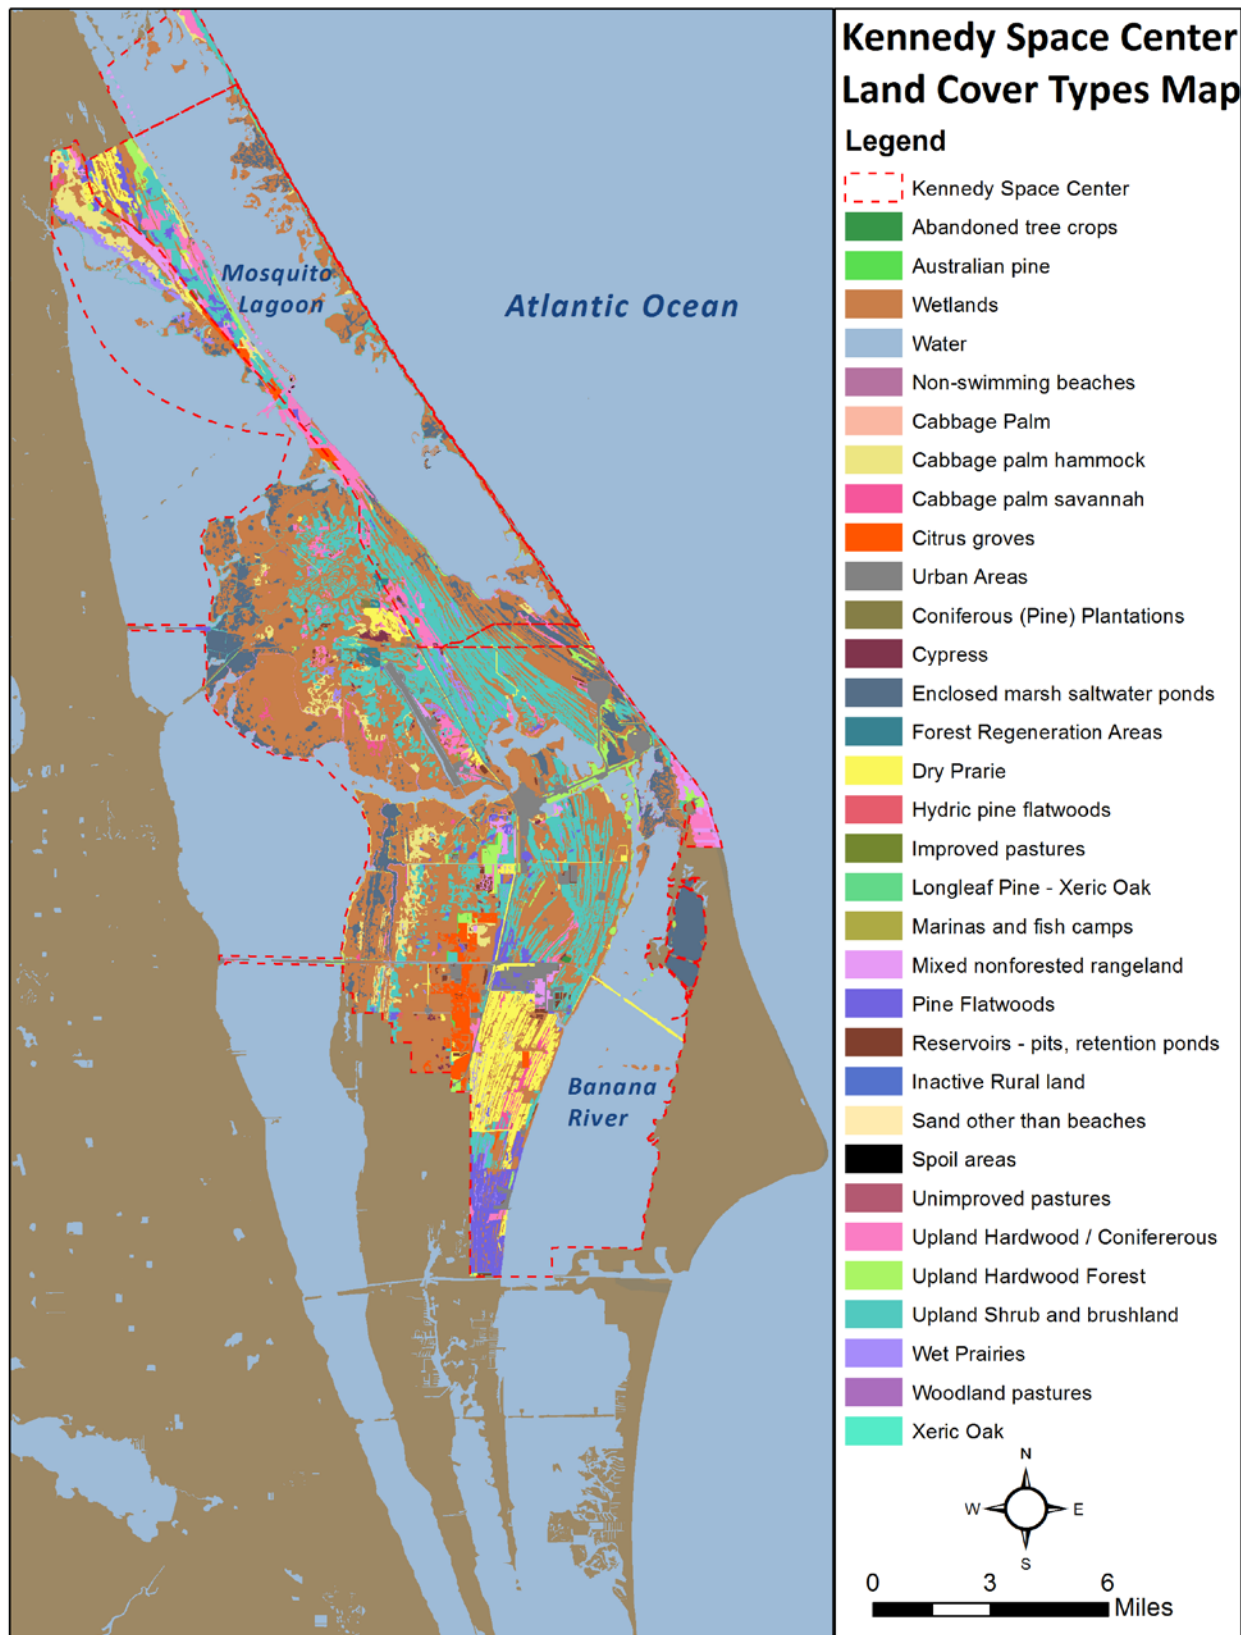 Kennedy Space Center
Land Cover Types Map
Legend
Kennedy Space Center
Abandoned tree crops
Australian pine
Wetlands
Water
Non-swimming beaches
Cabbage Palm
Cabbage palm hammock
Cabbage palm savannah
Citrus groves
Urban Areas
Coniferous (Pine) Plantations
Cypress
Enclosed marsh saltwater ponds
Forest Regeneration Areas
Dry Prarie
Hydric pine flatwoods
Improved pastures
Longleaf Pine - Xeric Oak
Marinas and fish camps
Mixed nonforested rangeland
Pine Flatwoods
Reservoirs - pits, retention ponds
Inactive Rural land
Sand other than beaches
Spoil areas
Unimproved pastures
Upland Hardwood / Conifererous
Upland Hardwood Forest
Upland Shrub and brushland
Wet Prairies
Woodland pastures
Xeric Oak
N
W E
S
0 3 6
Miles
Mosquito
Lagoon
Atlantic Ocean
Banana
River